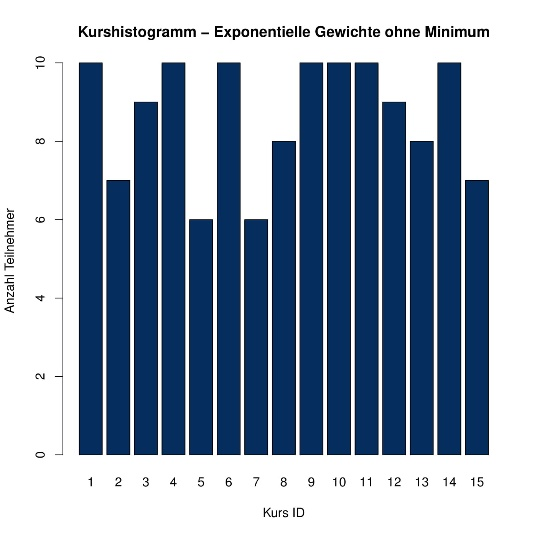 Kurshistogramm – Exponentielle Gewichte ohne Minimum
Anzahl Teilnehmer
10
8
6
4
2
0
1 2 3 4 5 6 7 8 9 10 11 12 13 14 15
Kurs ID